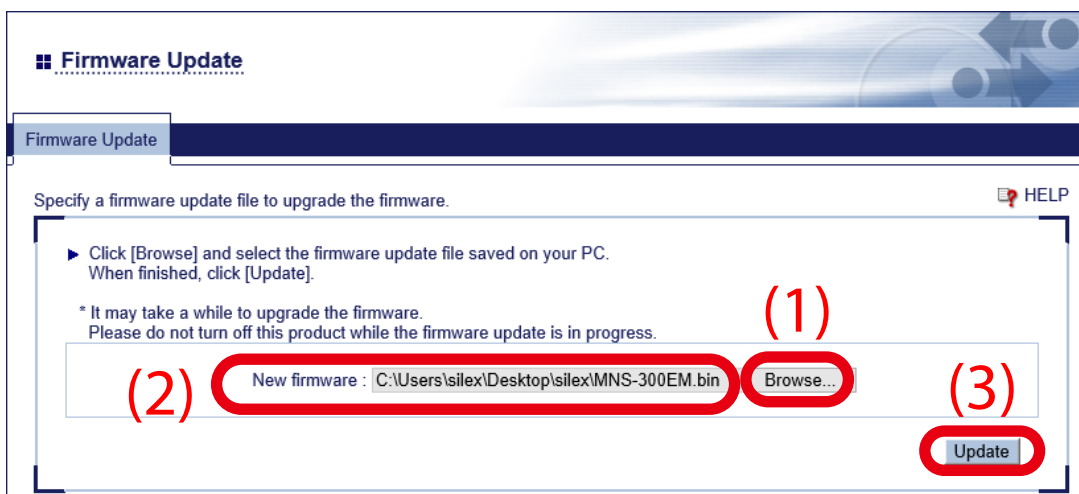 Firmware Update
Firmware Update
Specify a firmware update file to upgrade the firmware.
HELP
Click [Browse] and select the firmware update file saved on your PC.
When finished, click [Update].
* It may take a while to upgrade the firmware.
Please do not turn off this product while the firmware update is in progress.
(1)
(2) New firmware : C:\Users\silex\Desktop\silex\MNS-300EM.bin Browse...
(3)
Update